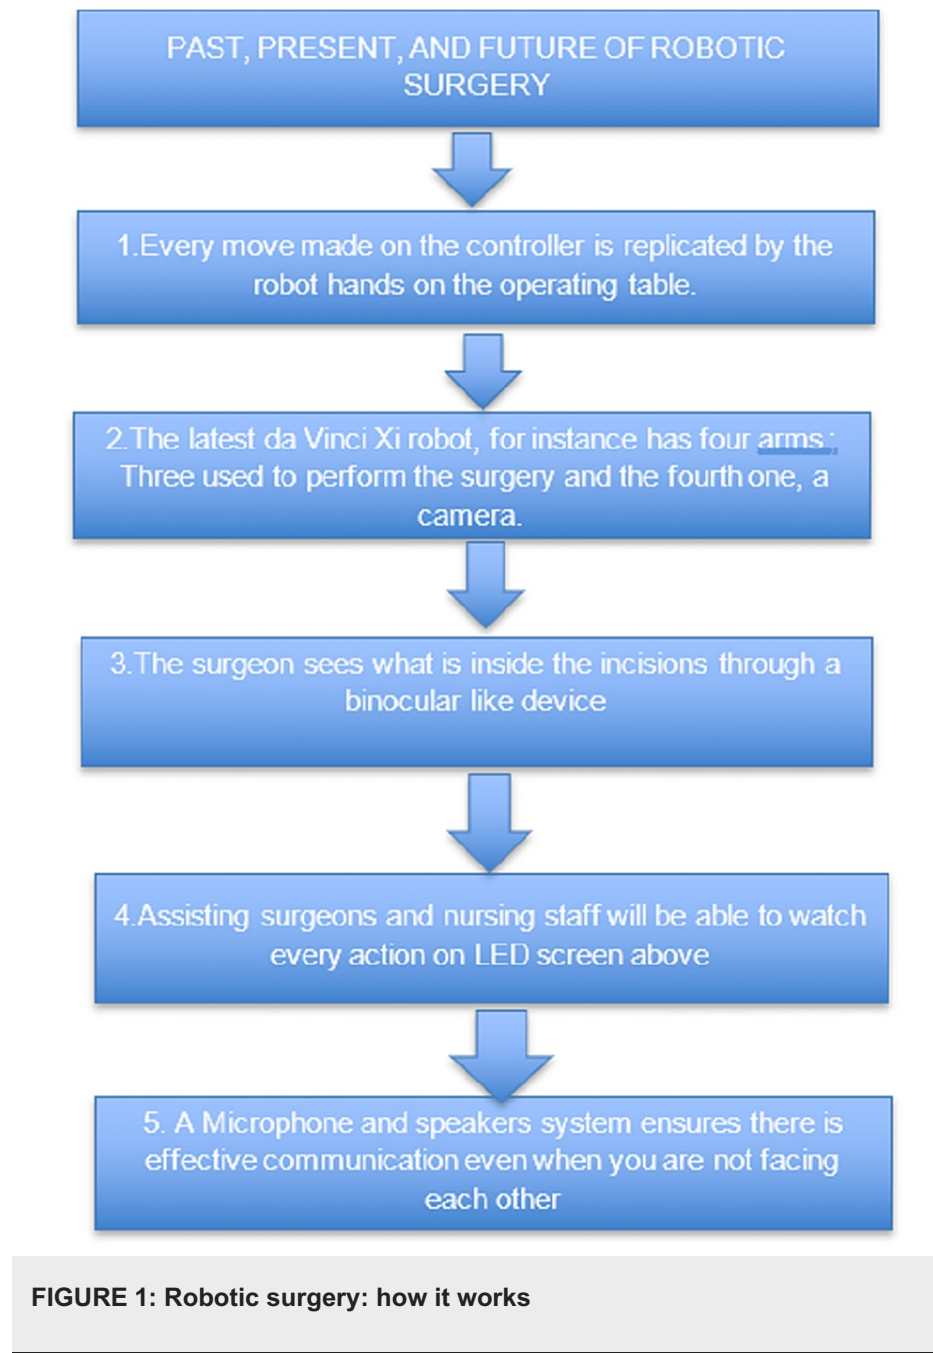 PAST, PRESENT, AND FUTURE OF ROBOTIC
SURGERY
1.Every move made on the controller is replicated by the
robot hands on the operating table.
2.The latest da Vinci Xi robot, for instance has four arms ;
Three used to perform the surgery and the fourth one, a
camera.
3.The surgeon sees what is inside the incisions through a
binocular like device
4.Assisting surgeons and nursing staff will be able to watch
every action on LED screen above
5. A Microphone and speakers system ensures there is
effective communication even when you are not facing
each other
FIGURE 1: Robotic surgery: how it works